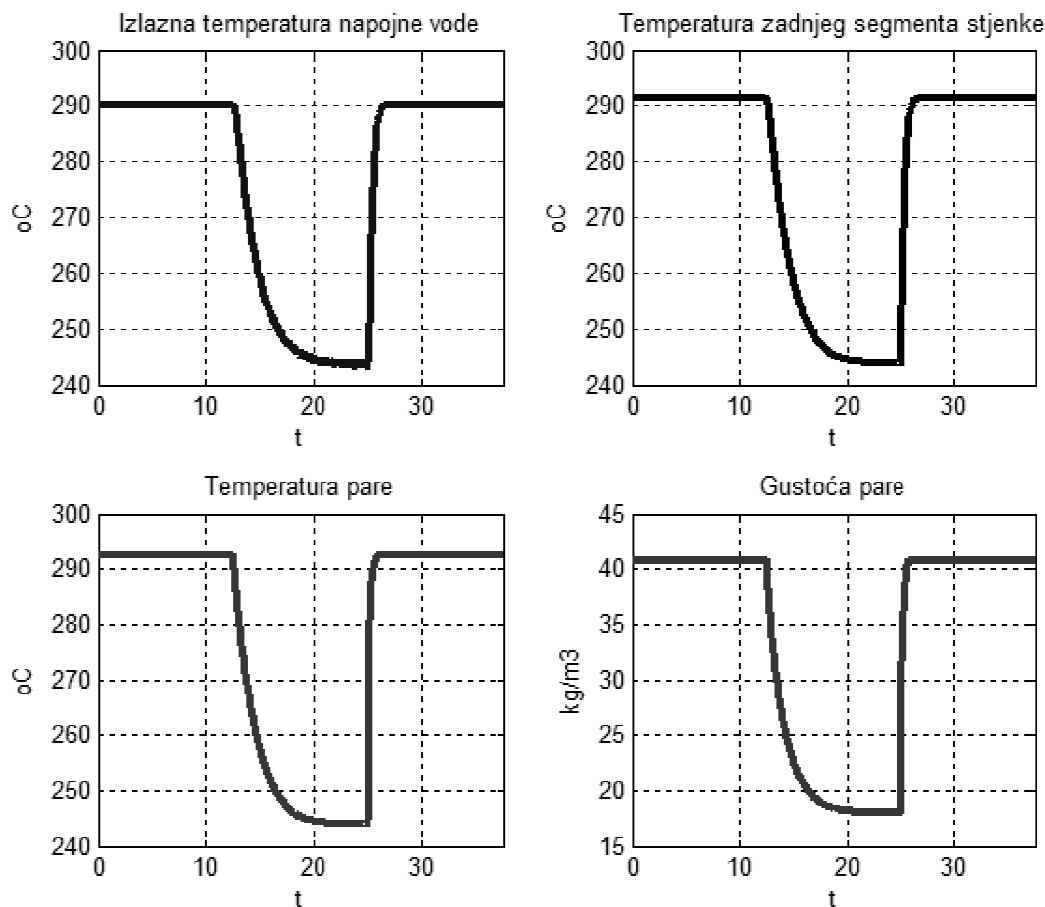 Izlazna temperatura napojne vode
300
290
280
270
260
250
240
oC
0 10 20 30
t
Temperatura zadnjeg segmenta stjenke
300
290
280
270
260
250
240
oC
0 10 20 30
t
Temperatura pare
300
290
280
270
260
250
240
oC
0 10 20 30
t
Gustoća pare
45
40
35
30
25
20
15
kg/m3
0 10 20 30
t